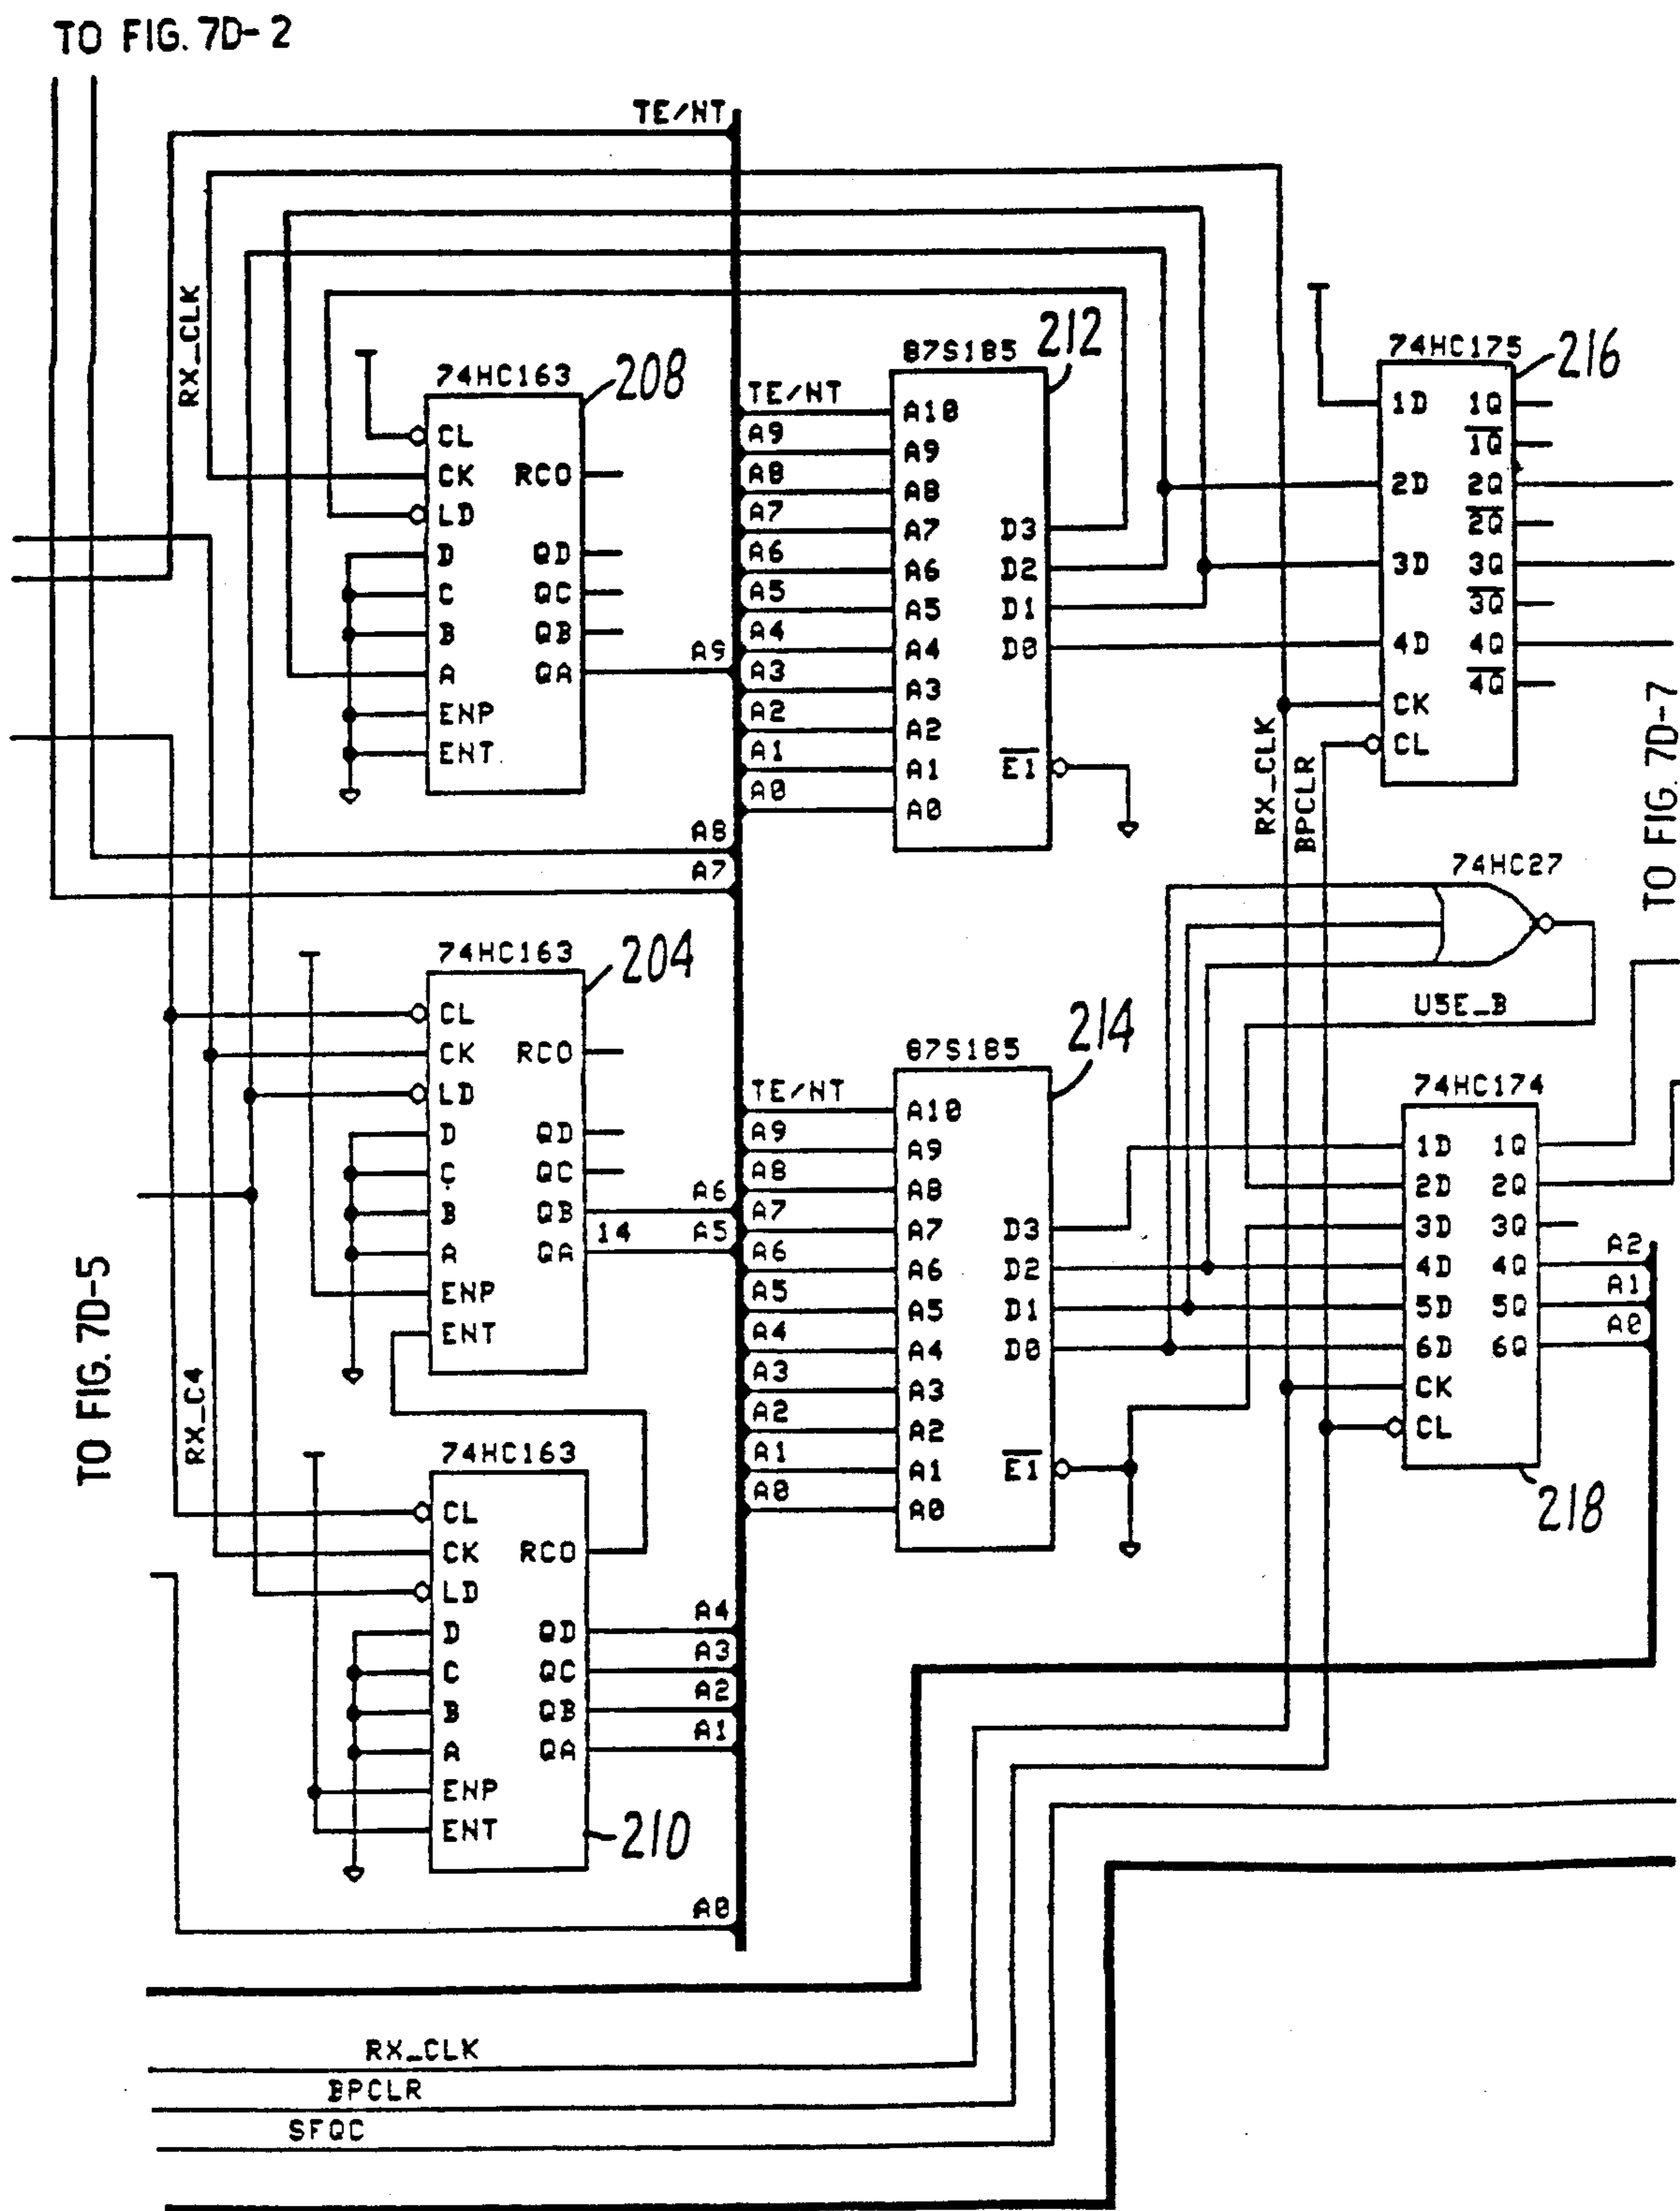 TO FIG. 7D-2
TE/NT
RX_CLK
74HC163
208
CL
CK
RCO
LD
D
QD
C
QC
B
QB
A
QA
A9
ENP
ENT
A8
A7
87S185
212
TE/NT
A10
A9
A9
A8
A8
A7
A7
D3
A6
A6
D2
A5
A5
D1
A4
A4
D0
A3
A3
A2
A2
A1
A1
E1
A0
A0
74HC175
216
1D
1Q
1Q
2D
2Q
2Q
3D
3Q
3Q
4D
4Q
4Q
CK
CL
RX_CLK
BPCLR
TO FIG. 7D-7
74HC27
U5E_B
74HC163
204
CL
CK
RCO
LD
D
QD
C
QC
B
QB
A6
A
QA
14
A5
ENP
ENT
87S185
214
TE/NT
A10
A9
A9
A8
A8
A7
A7
D3
A6
A6
D2
A5
A5
D1
A4
A4
D0
A3
A3
A2
A2
A1
A1
E1
A0
A0
74HC174
1D
1Q
2D
2Q
3D
3Q
4D
4Q
A2
5D
5Q
A1
6D
6Q
A0
CK
CL
218
TO FIG. 7D-5
RX_C4
74HC163
CL
CK
RCO
LD
D
QD
A4
C
QC
A3
B
QB
A2
A
QA
A1
ENP
ENT
210
A0
RX_CLK
BPCLR
SFQC